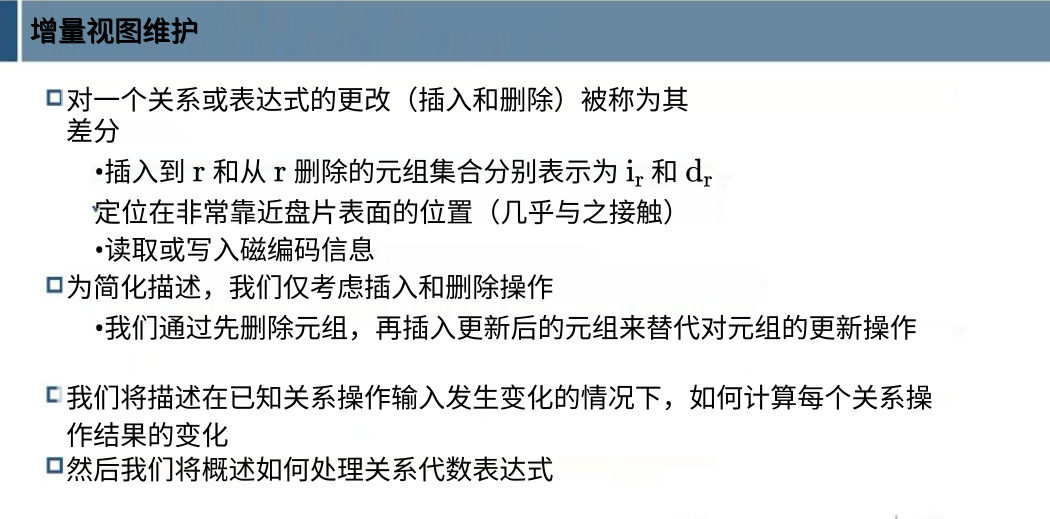 增量视图维护
对一个关系或表达式的更改（插入和删除）被称为其
差分
•插入到 r 和从 r 删除的元组集合分别表示为 iᵣ 和 dᵣ
定位在非常靠近盘片表面的位置（几乎与之接触）
•读取或写入磁编码信息
为简化描述，我们仅考虑插入和删除操作
•我们通过先删除元组，再插入更新后的元组来替代对元组的更新操作
我们将描述在已知关系操作输入发生变化的情况下，如何计算每个关系操
作结果的变化
然后我们将概述如何处理关系代数表达式